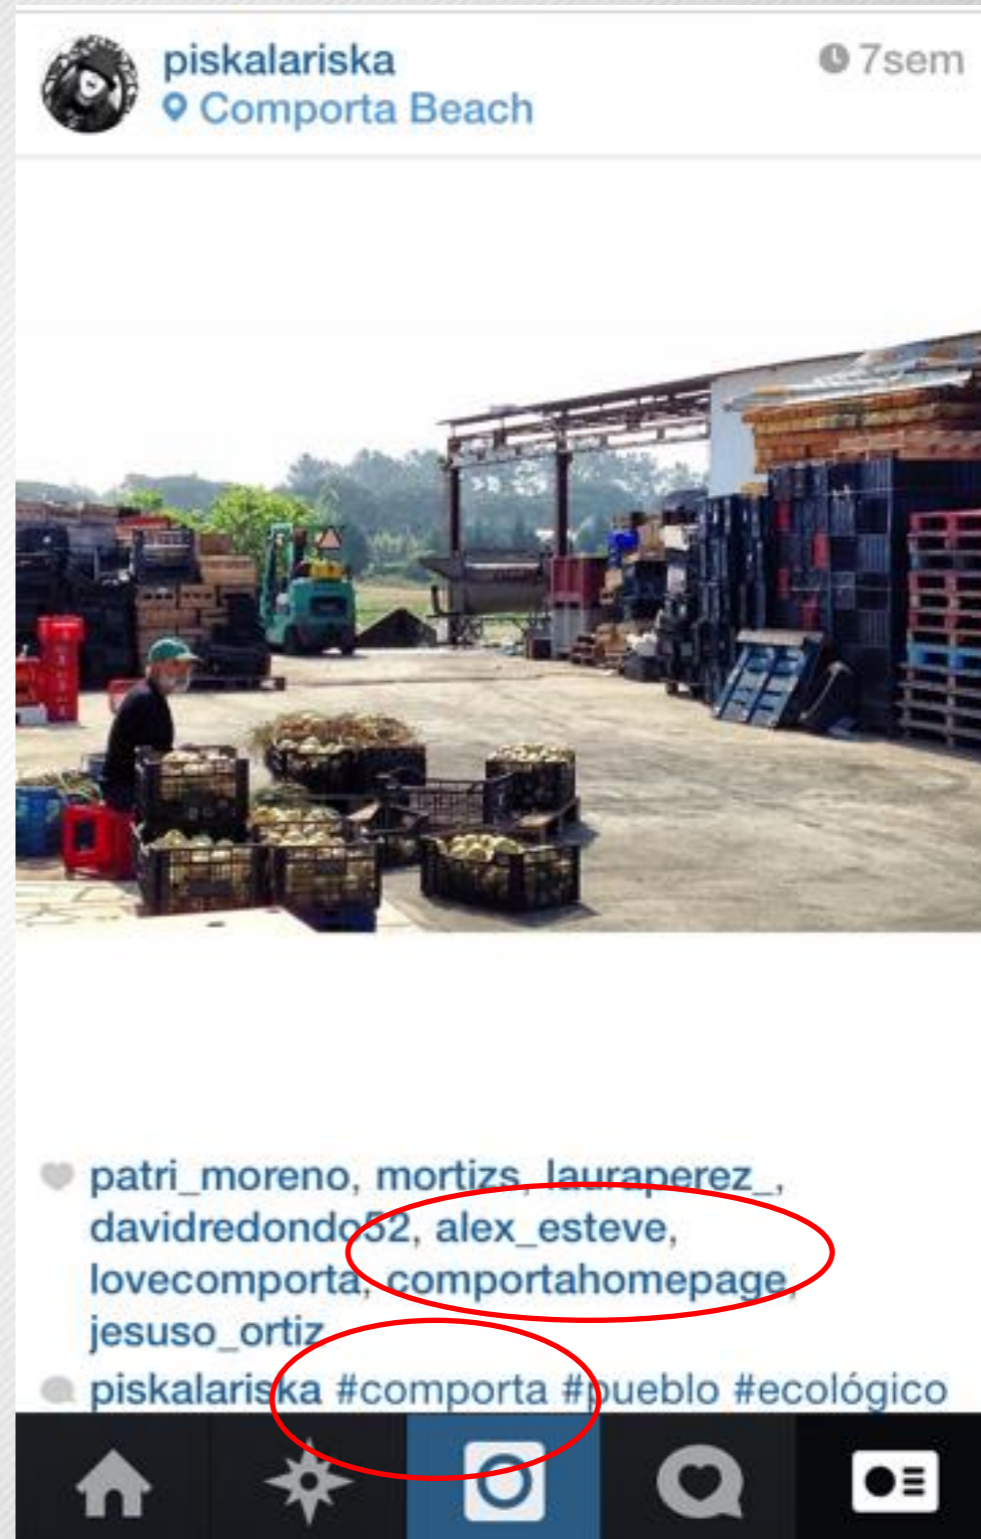 piskalariska
7sem
Comporta Beach
patri_moreno, mortizs, lauraperez_,
davidredondo52, alex_esteve,
lovecomporta, comportahomepage,
jesuso_ortiz
piskalariska #comporta #pueblo #ecológico